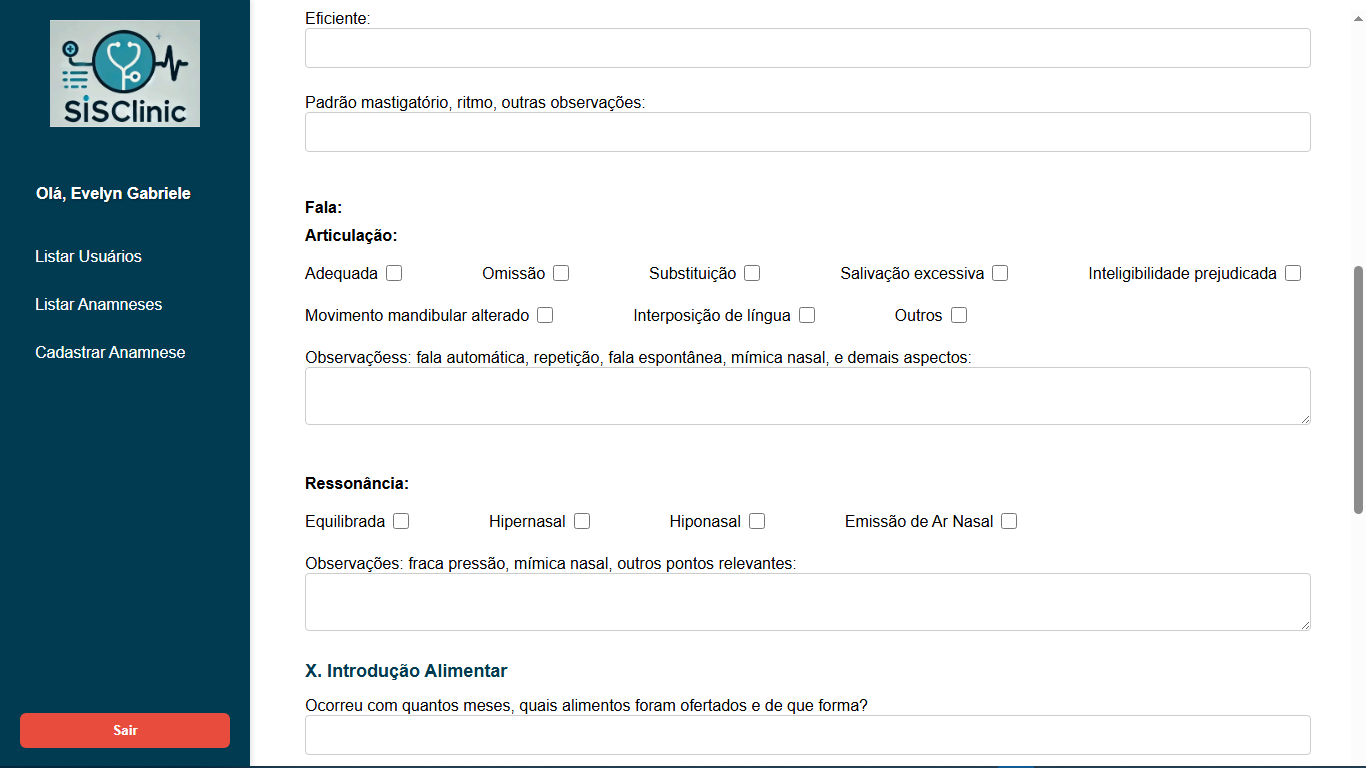 SiSClinic
Olá, Evelyn Gabriele
Listar Usuários
Listar Anamneses
Cadastrar Anamnese
Sair
Eficiente:
Padrão mastigatório, ritmo, outras observações:
Fala:
Articulação:
Adequada Omissão Substituição Salivação excessiva Inteligibilidade prejudicada
Movimento mandibular alterado Interposição de língua Outros
Observaçõess: fala automática, repetição, fala espontânea, mímica nasal, e demais aspectos:
Ressonância:
Equilibrada Hipernasal Hiponasal Emissão de Ar Nasal
Observações: fraca pressão, mímica nasal, outros pontos relevantes:
X. Introdução Alimentar
Ocorreu com quantos meses, quais alimentos foram ofertados e de que forma?